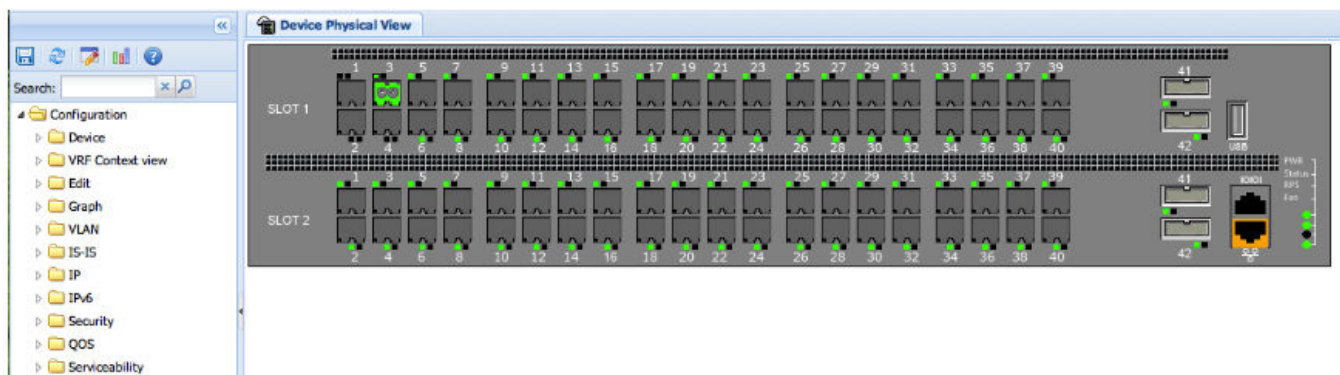 Device Physical View
Search:
Configuration
Device
VRF Context view
Edit
Graph
VLAN
IS-IS
IP
IPv6
Security
QOS
Serviceability
1 3 5 7 9 11 13 15 17 19 21 23 25 27 29 31 33 35 37 39 41
SLOT 1
2 4 6 8 10 12 14 16 18 20 22 24 26 28 30 32 34 36 38 40 42
USB
1 3 5 7 9 11 13 15 17 19 21 23 25 27 29 31 33 35 37 39 41
IOIOI
SLOT 2
2 4 6 8 10 12 14 16 18 20 22 24 26 28 30 32 34 36 38 40 42
PWR
Status
RPS
Fan